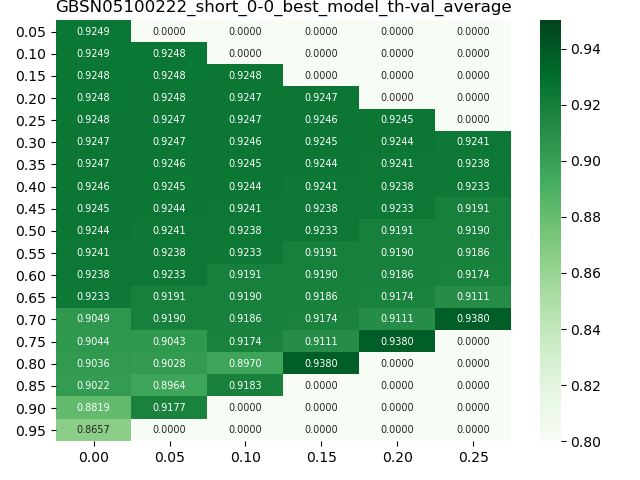 GBSN05100222_short_0-0_best_model_th-val_average
0.05 0.9249 0.0000 0.0000 0.0000 0.0000 0.0000
0.10 0.9249 0.9249 0.0000 0.0000 0.0000 0.0000
0.15 0.9248 0.9248 0.9248 0.0000 0.0000 0.0000
0.20 0.9248 0.9248 0.9247 0.9247 0.0000 0.0000
0.25 0.9248 0.9247 0.9247 0.9246 0.9245 0.0000
0.30 0.9247 0.9247 0.9246 0.9245 0.9244 0.9241
0.35 0.9247 0.9246 0.9245 0.9244 0.9241 0.9238
0.40 0.9246 0.9245 0.9244 0.9241 0.9238 0.9233
0.45 0.9245 0.9244 0.9241 0.9238 0.9233 0.9191
0.50 0.9244 0.9241 0.9238 0.9233 0.9191 0.9190
0.55 0.9241 0.9238 0.9233 0.9191 0.9190 0.9186
0.60 0.9238 0.9233 0.9191 0.9190 0.9186 0.9174
0.65 0.9233 0.9191 0.9190 0.9186 0.9174 0.9111
0.70 0.9049 0.9190 0.9186 0.9174 0.9111 0.9380
0.75 0.9044 0.9043 0.9174 0.9111 0.9380 0.0000
0.80 0.9036 0.9028 0.8970 0.9380 0.0000 0.0000
0.85 0.9022 0.8964 0.9183 0.0000 0.0000 0.0000
0.90 0.8819 0.9177 0.0000 0.0000 0.0000 0.0000
0.95 0.8657 0.0000 0.0000 0.0000 0.0000 0.0000
0.00 0.05 0.10 0.15 0.20 0.25
0.94
0.92
0.90
0.88
0.86
0.84
0.82
0.80